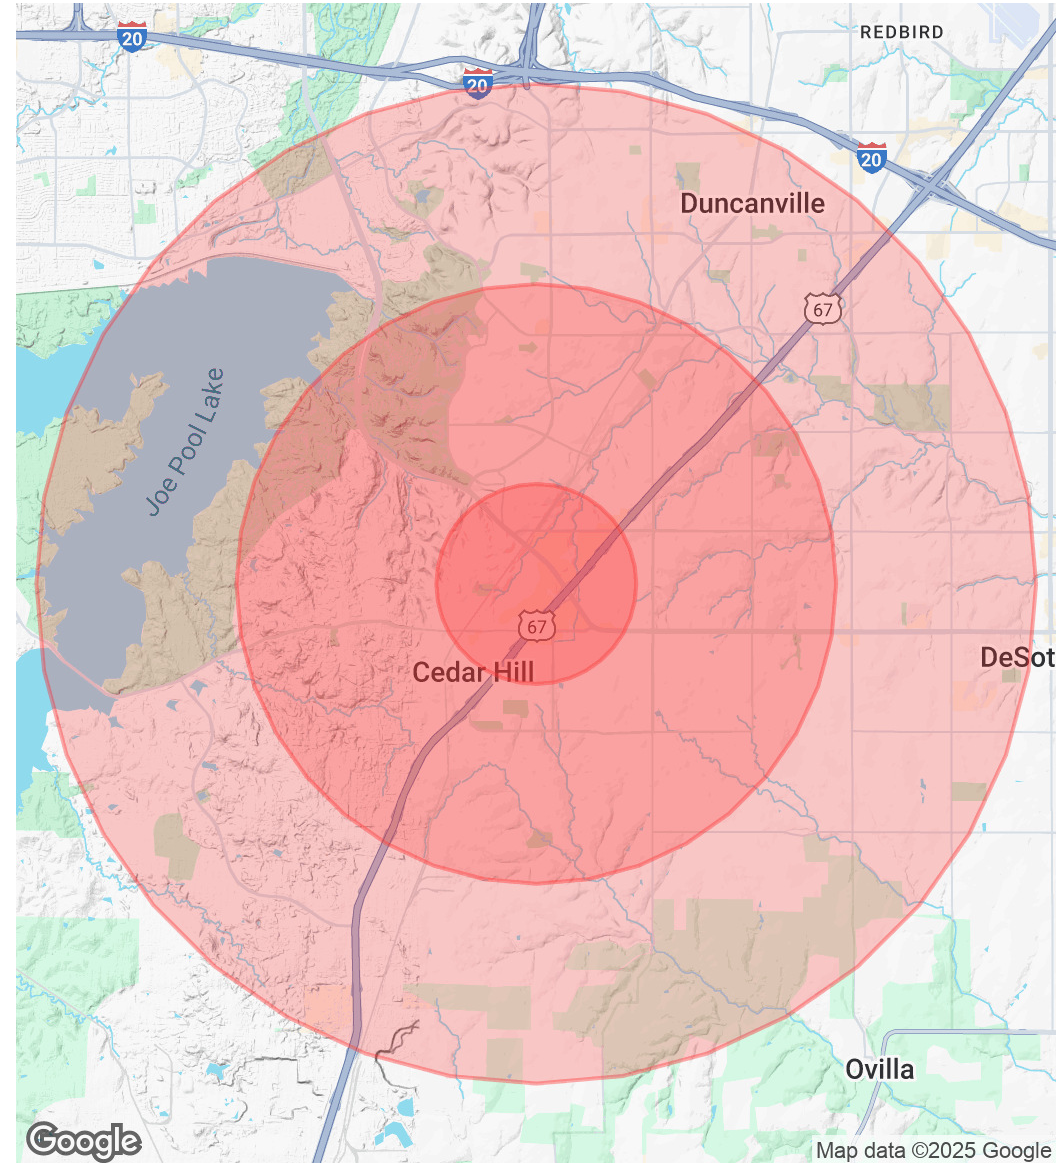 REDBIRD
20
20
20
Duncanville
67
Joe Pool Lake
67
Cedar Hill
DeSot
Ovilla
Google
Map data ©2025 Google